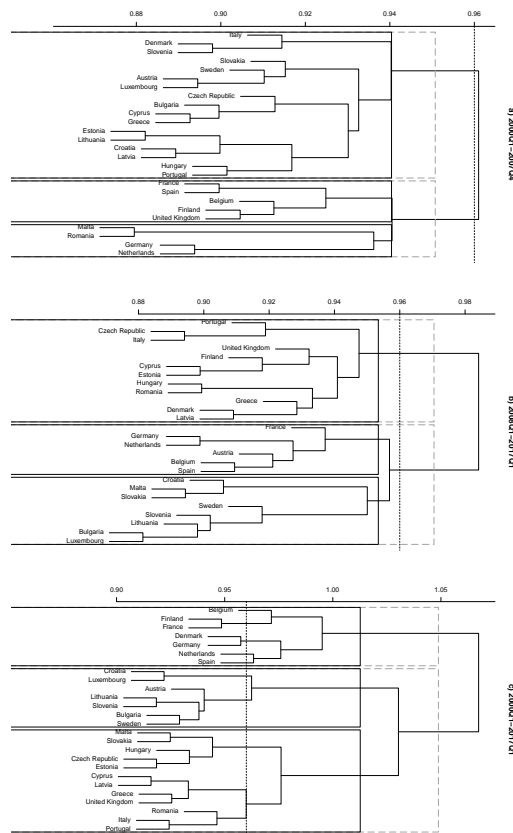 0.88 0.90 0.92 0.94 0.96
Italy
Denmark
Slovenia
Slovakia
Sweden
Austria
Luxembourg
Czech Republic
Bulgaria
Cyprus
Greece
Estonia
Lithuania
Croatia
Latvia
Hungary
Portugal
France
Spain
Belgium
Finland
United Kingdom
Malta
Romania
Germany
Netherlands
0.88 0.90 0.92 0.94 0.96 0.98
Portugal
Czech Republic
Italy
United Kingdom
Finland
Cyprus
Estonia
Hungary
Romania
Greece
Denmark
Latvia
France
Germany
Netherlands
Austria
Belgium
Spain
Croatia
Malta
Slovakia
Sweden
Slovenia
Lithuania
Bulgaria
Luxembourg
0.90 0.95 1.00 1.05
Belgium
Finland
France
Denmark
Germany
Netherlands
Spain
Croatia
Luxembourg
Austria
Lithuania
Slovenia
Bulgaria
Sweden
Malta
Slovakia
Hungary
Czech Republic
Estonia
Cyprus
Latvia
Greece
United Kingdom
Romania
Italy
Portugal